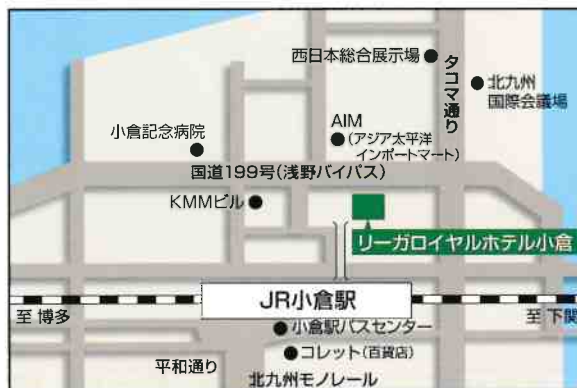 西日本総合展示場
タコマ通り
北九州
国際会議場
小倉記念病院
AIM
(アジア太平洋
インポートマート)
国道199号(浅野バイパス)
KMMビル
リーガロイヤルホテル小倉
JR小倉駅
至 博多
至 下関
小倉駅バスセンター
コレット(百貨店)
平和通り
北九州モノレール